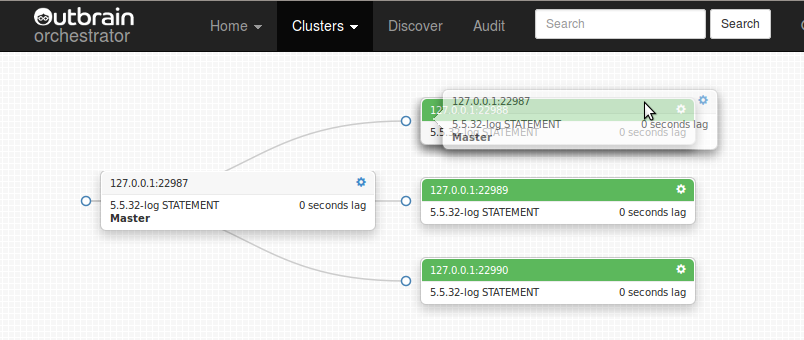 Outbrain
orchestrator
Home Clusters Discover Audit Search Search
127.0.0.1:22987
127.0.0.1:22988
5.5.32-log STATEMENT 0 seconds lag
5.5.32-log STATEMENT 0 seconds lag
Master
127.0.0.1:22987
5.5.32-log STATEMENT 0 seconds lag
Master
127.0.0.1:22989
5.5.32-log STATEMENT 0 seconds lag
127.0.0.1:22990
5.5.32-log STATEMENT 0 seconds lag